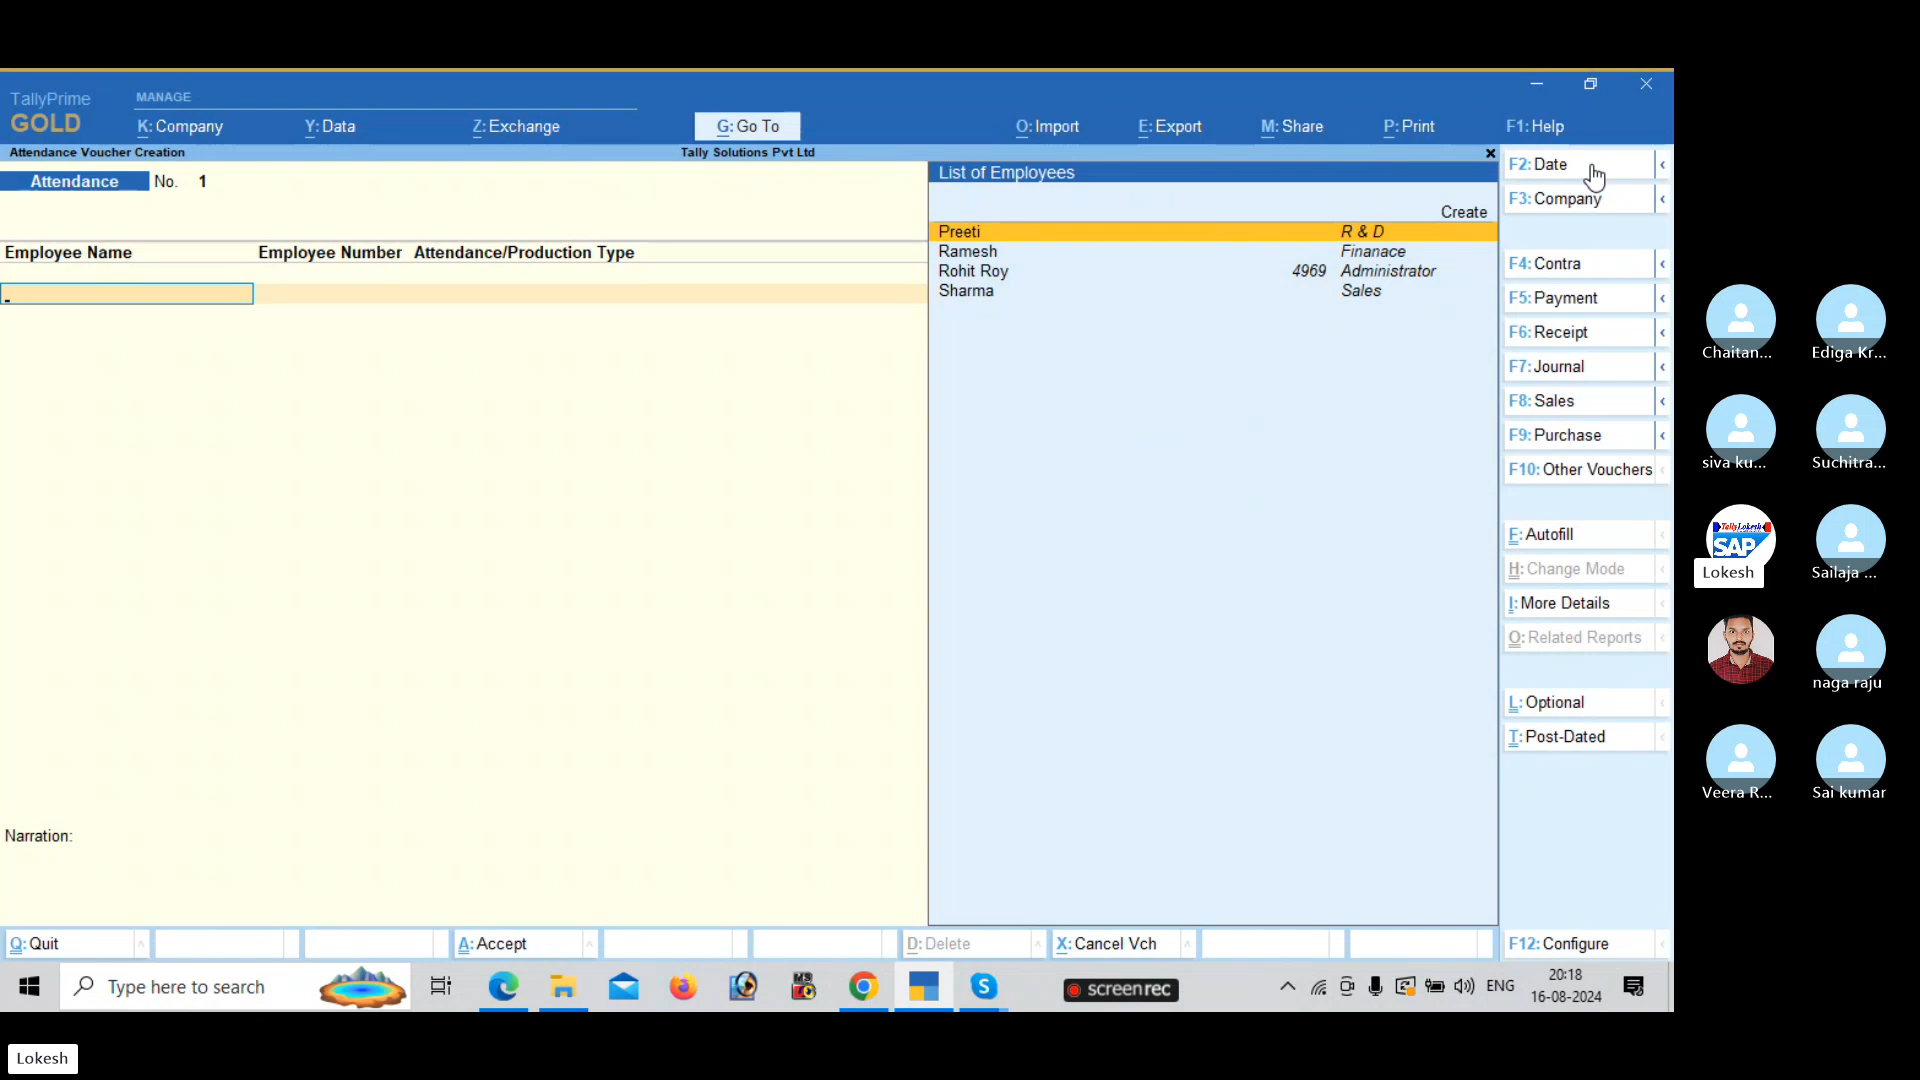 TallyPrime
GOLD
MANAGE
K: Company
Y: Data
Z: Exchange
G: Go To
O: Import
E: Export
M: Share
P: Print
F1: Help
Attendance Voucher Creation
Tally Solutions Pvt Ltd
Attendance No. 1
Employee Name Employee Number Attendance/Production Type
List of Employees
Create
Preeti R & D
Ramesh Finanace
Rohit Roy 4969 Administrator
Sharma Sales
F2: Date
F3: Company
F4: Contra
F5: Payment
F6: Receipt
F7: Journal
F8: Sales
F9: Purchase
F10: Other Vouchers
F: Autofill
H: Change Mode
I: More Details
O: Related Reports
L: Optional
T: Post-Dated
F12: Configure
Narration:
Q: Quit
A: Accept
D: Delete
X: Cancel Vch
Type here to search
screenrec
ENG
20:18
16-08-2024
Chaitan...
Ediga Kr...
siva ku...
Suchitra...
TallyLokesh
SAP
Lokesh
Sailaja ...
naga raju
Veera R...
Sai kumar
Lokesh